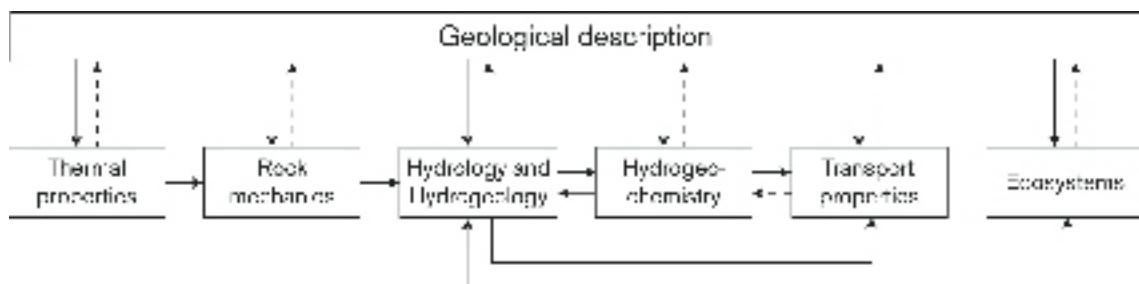 Geological description
Thermal
properties
Rock
mechanics
Hydrology and
Hydrogeology
Hydrogeo-
chemistry
Transport
properties
Ecosystems